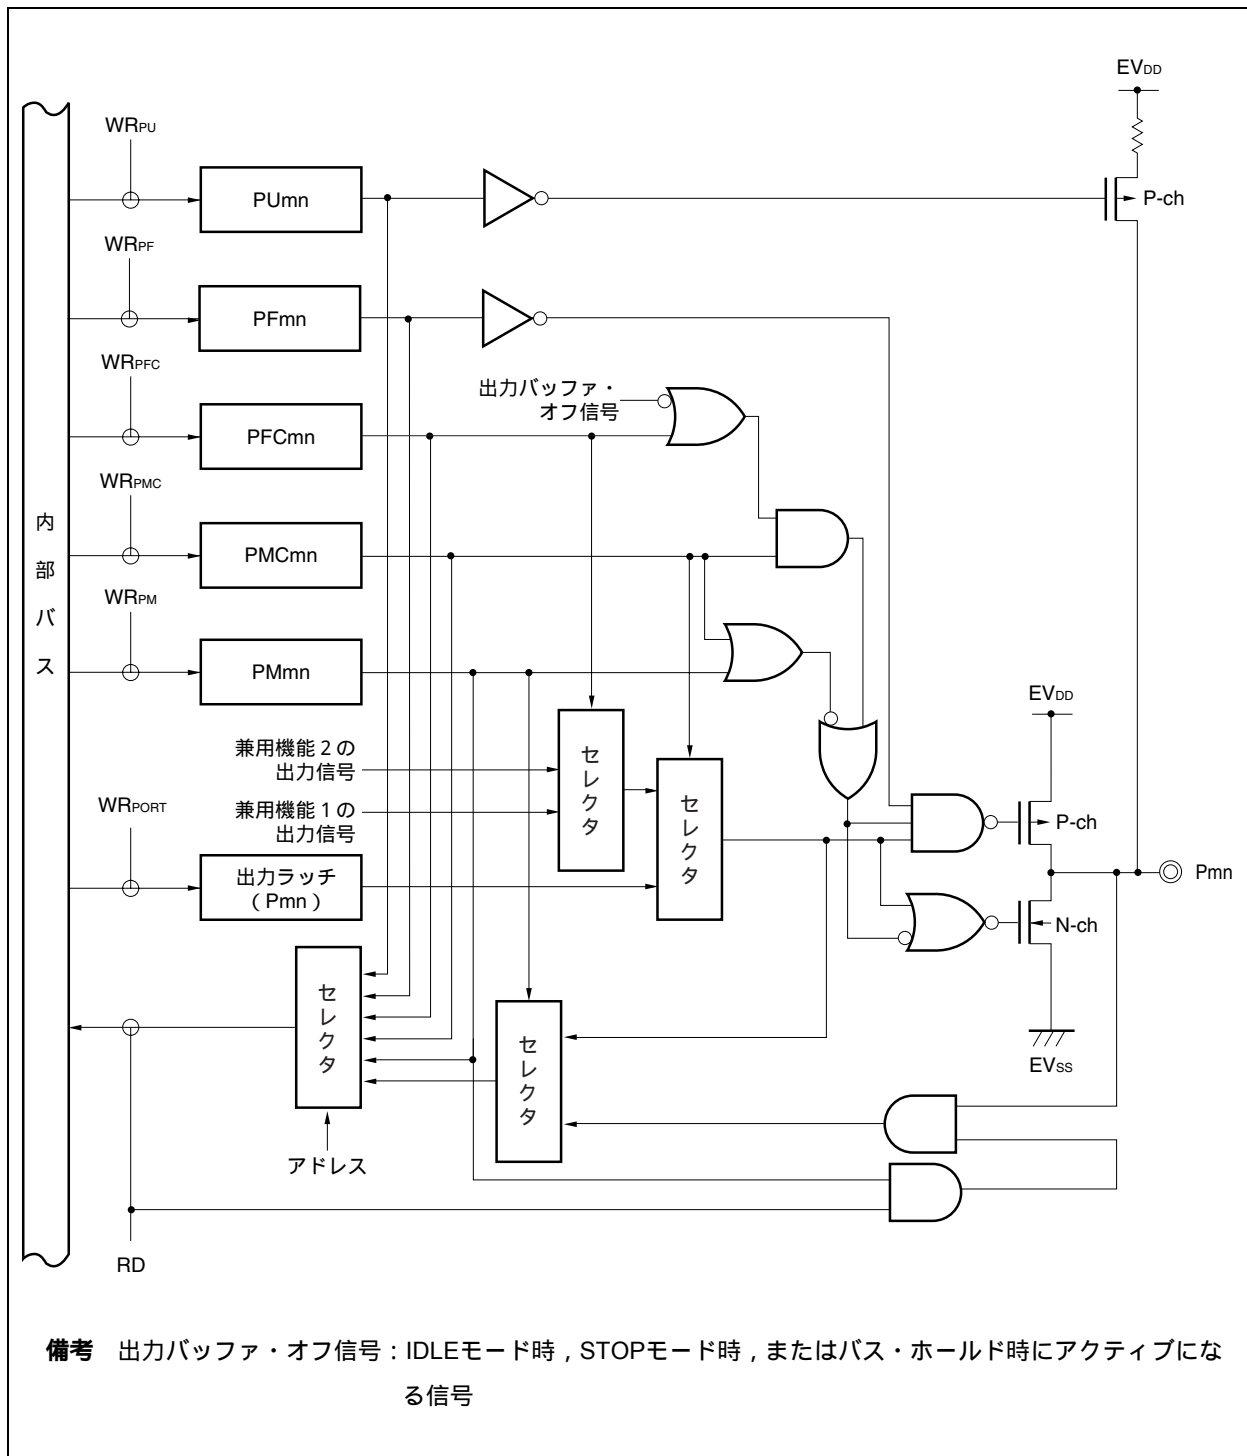 EVDD
WRPU
PUmn
P-ch
WRPF
PFmn
WRPFC
出力バッファ・
オフ信号
PFCmn
WRPMC
内部バス
PMCmn
WRPM
PMmn
EVDD
兼用機能2の
出力信号
セレクタ
セレクタ
兼用機能1の
出力信号
WRPORT
P-ch
出力ラッチ
(Pmn)
Pmn
N-ch
セレクタ
セレクタ
EVSS
アドレス
RD
備考 出力バッファ・オフ信号:IDLEモード時,STOPモード時,またはバス・ホールド時にアクティブにな
る信号